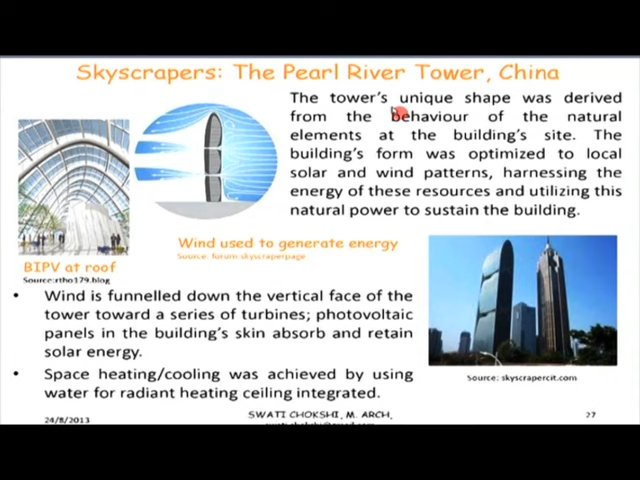 Skyscrapers: The Pearl River Tower, China
The tower's unique shape was derived
from the behaviour of the natural
elements at the building's site. The
building's form was optimized to local
solar and wind patterns, harnessing the
energy of these resources and utilizing this
natural power to sustain the building.
Wind used to generate energy
Source: forum.skyscraperpage
BIPV at roof
Source:rtho179.blog
• Wind is funnelled down the vertical face of the
tower toward a series of turbines; photovoltaic
panels in the building's skin absorb and retain
solar energy.
• Space heating/cooling was achieved by using
water for radiant heating ceiling integrated.
Source: skyscrapercit.com
24/8/2013
SWATI CHOKSHI, M. ARCH,
27